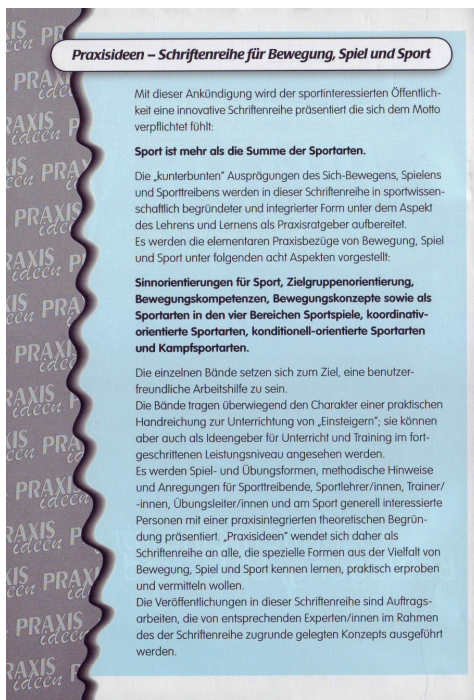 Praxisideen – Schriftenreihe für Bewegung, Spiel und Sport
Mit dieser Ankündigung wird der sportinteressierten Öffentlich-
keit eine innovative Schriftenreihe präsentiert die sich dem Motto
verpflichtet fühlt:
Sport ist mehr als die Summe der Sportarten.
Die „kunterbunten“ Ausprägungen des Sich-Bewegens, Spielens
und Sporttreibens werden in dieser Schriftenreihe in sportwissen-
schaftlich begründeter und integrierter Form unter dem Aspekt
des Lehrens und Lernens als Praxisratgeber aufbereitet.
Es werden die elementaren Praxisbezüge von Bewegung, Spiel
und Sport unter folgenden acht Aspekten vorgestellt:
Sinnorientierungen für Sport, Zielgruppenorientierung,
Bewegungskompetenzen, Bewegungskonzepte sowie als
Sportarten in den vier Bereichen Sportspiele, koordinativ-
orientierte Sportarten, konditionell-orientierte Sportarten
und Kampfsportarten.
Die einzelnen Bände setzen sich zum Ziel, eine benutzer-
freundliche Arbeitshilfe zu sein.
Die Bände tragen überwiegend den Charakter einer praktischen
Handreichung zur Unterrichtung von „Einsteigern“; sie können
aber auch als Ideengeber für Unterricht und Training im fort-
geschrittenen Leistungsniveau angesehen werden.
Es werden Spiel- und Übungsformen, methodische Hinweise
und Anregungen für Sporttreibende, Sportlehrer/innen, Trainer/
-innen, Übungsleiter/innen und am Sport generell interessierte
Personen mit einer praxisintegrierten theoretischen Begrün-
dung präsentiert. „Praxisideen“ wendet sich daher als
Schriftenreihe an alle, die spezielle Formen aus der Vielfalt von
Bewegung, Spiel und Sport kennen lernen, praktisch erproben
und vermitteln wollen.
Die Veröffentlichungen in dieser Schriftenreihe sind Auftrags-
arbeiten, die von entsprechenden Experten/innen im Rahmen
des der Schriftenreihe zugrunde gelegten Konzepts ausgeführt
werden.